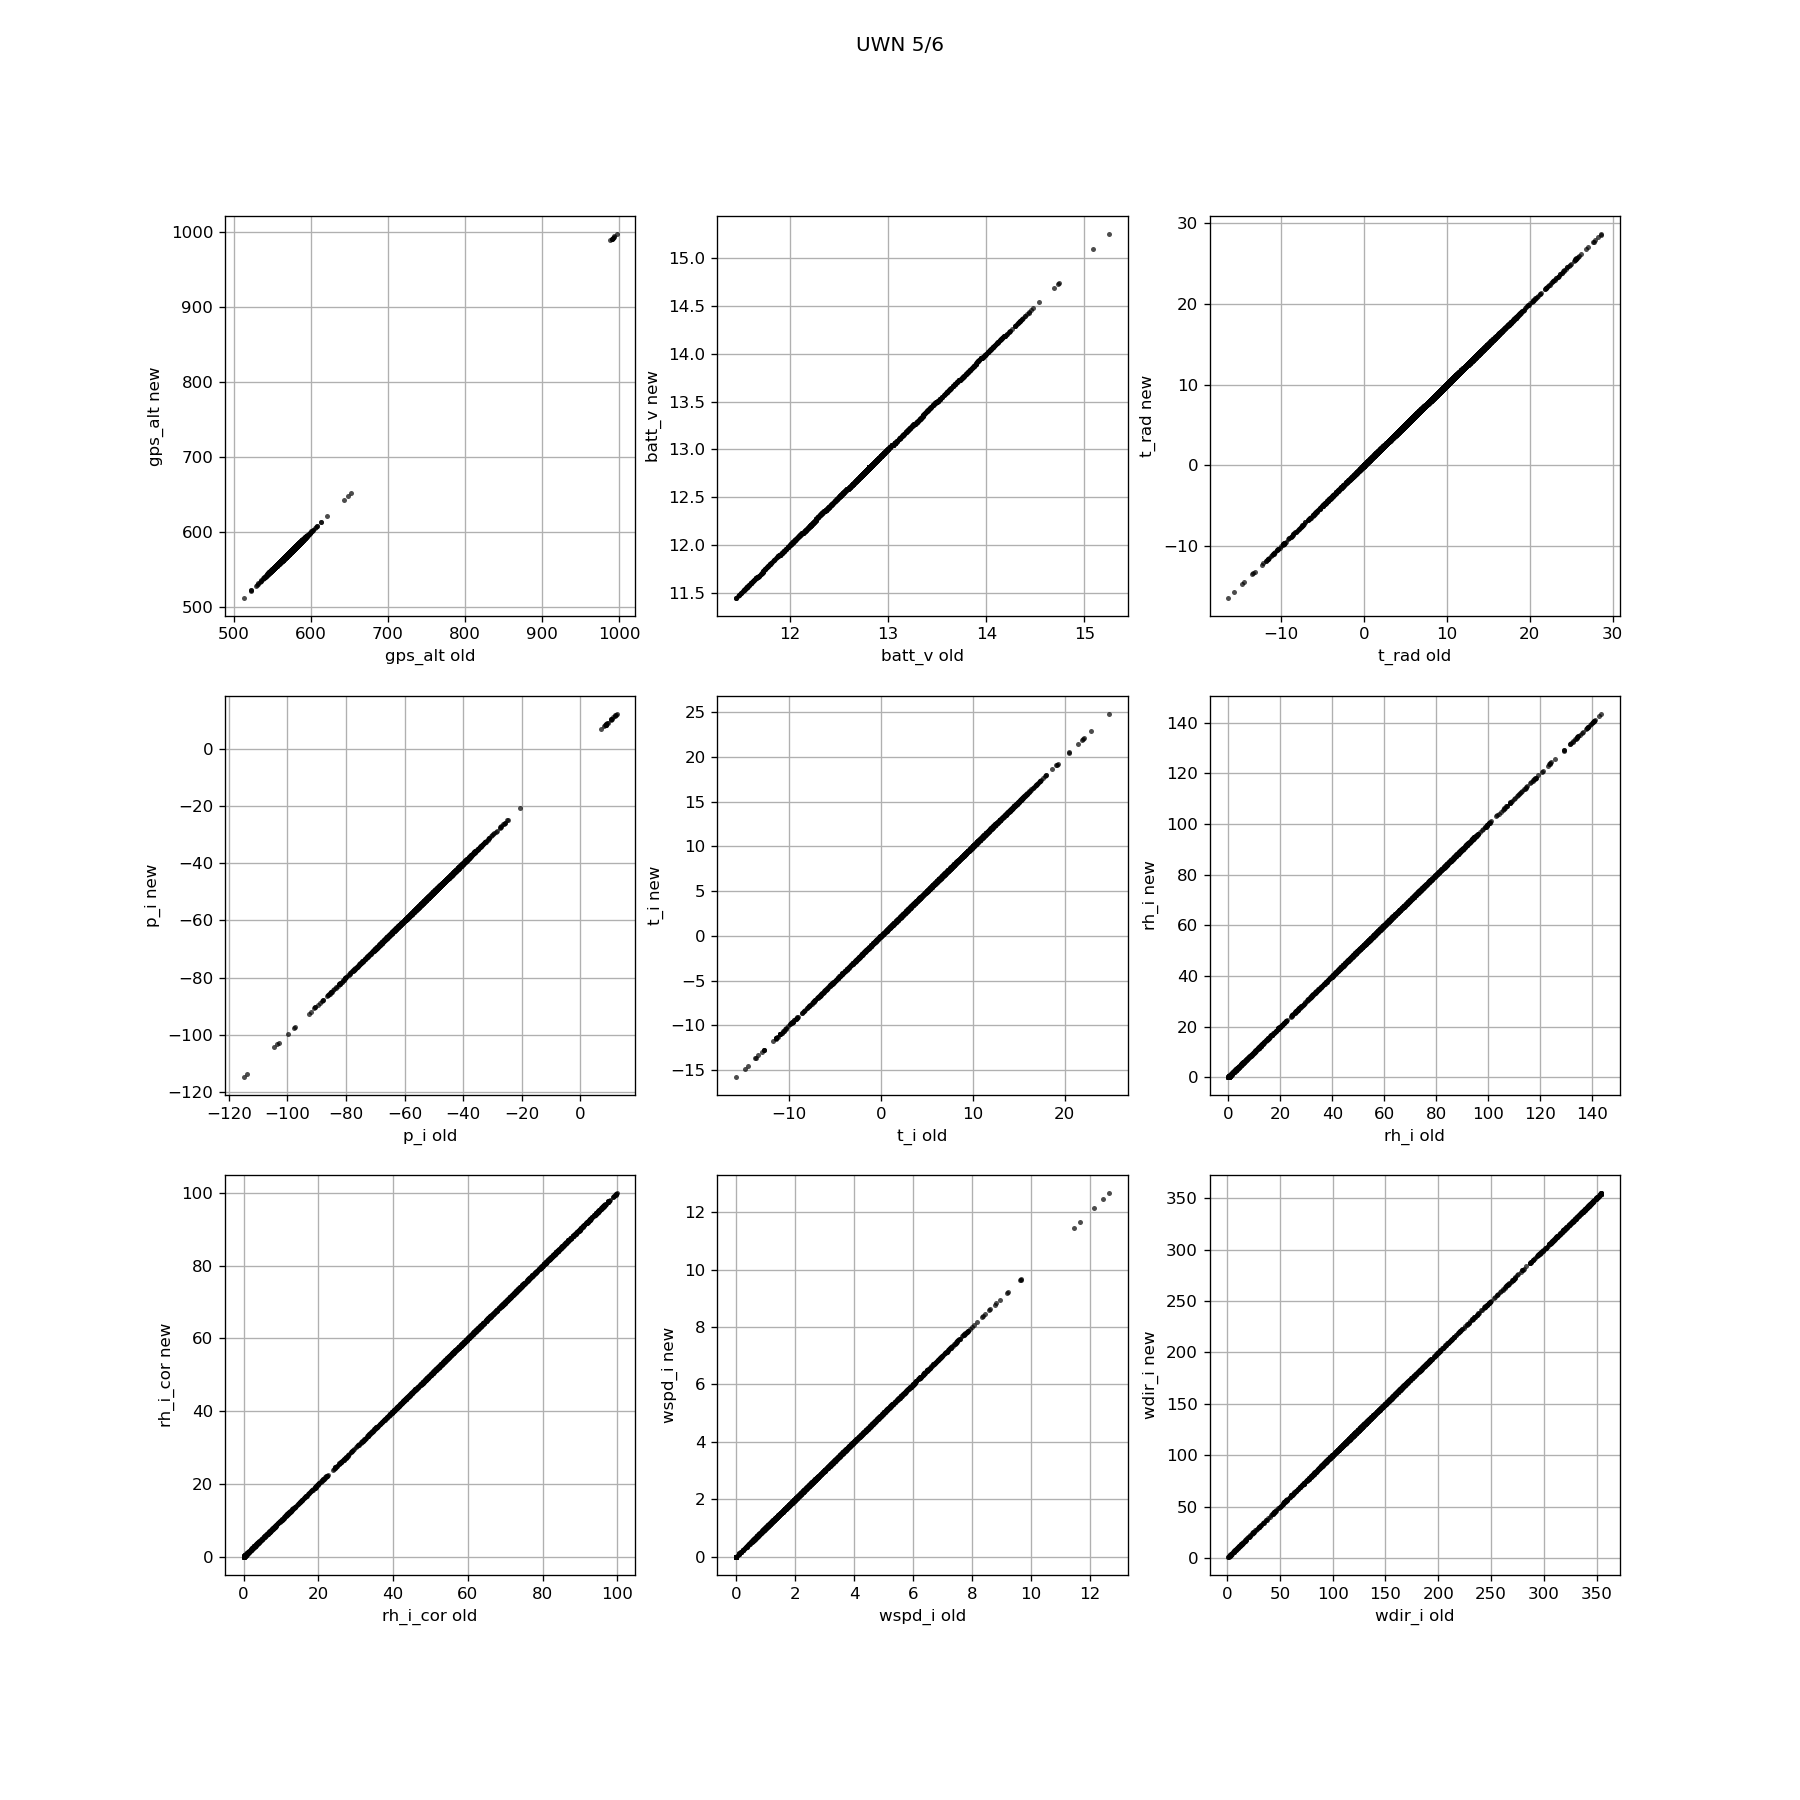 UWN 5/6
1000
900
800
700
600
500
gps_alt new
500 600 700 800 900 1000
gps_alt old
15.0
14.5
14.0
13.5
13.0
12.5
12.0
11.5
batt_v new
12 13 14 15
batt_v old
30
20
10
0
−10
t_rad new
−10 0 10 20 30
t_rad old
0
−20
−40
−60
−80
−100
−120
p_i new
−120 −100 −80 −60 −40 −20 0
p_i old
25
20
15
10
5
0
−5
−10
−15
t_i new
−10 0 10 20
t_i old
140
120
100
80
60
40
20
0
rh_i new
0 20 40 60 80 100 120 140
rh_i old
100
80
60
40
20
0
rh_i_cor new
0 20 40 60 80 100
rh_i_cor old
12
10
8
6
4
2
0
wspd_i new
0 2 4 6 8 10 12
wspd_i old
350
300
250
200
150
100
50
0
wdir_i new
0 50 100 150 200 250 300 350
wdir_i old